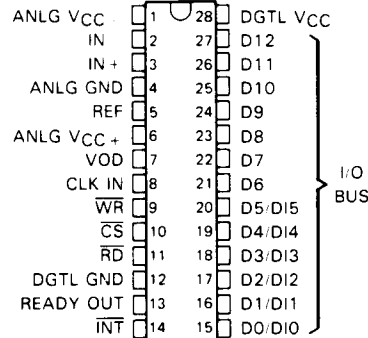 ANLG VCC - 1 28 DGTL VCC
IN - 2 27 D12
IN + 3 26 D11
ANLG GND 4 25 D10
REF 5 24 D9
ANLG VCC + 6 23 D8
VOD 7 22 D7
CLK IN 8 21 D6
WR 9 20 D5/DI5
CS 10 19 D4/DI4
RD 11 18 D3/DI3
DGTL GND 12 17 D2/DI2
READY OUT 13 16 D1/DI1
INT 14 15 D0/DI0
I/O
BUS